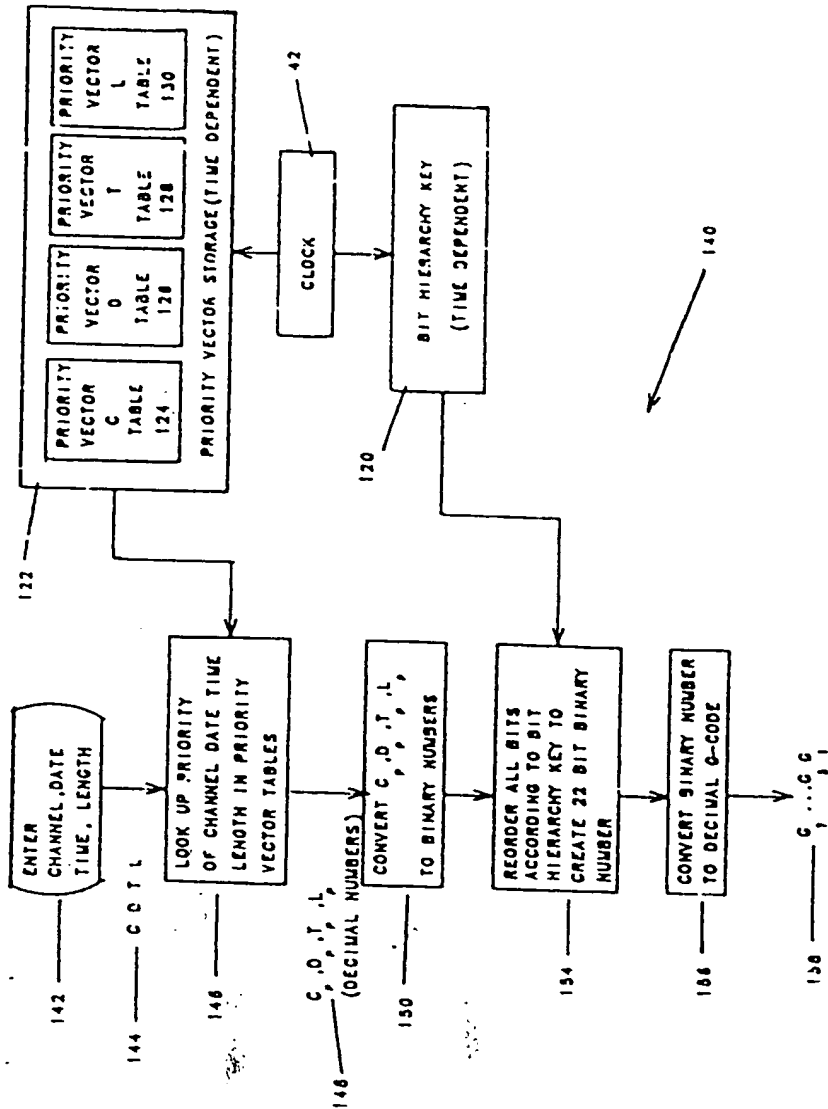 142
ENTER
CHANNEL,DATE
TIME, LENGTH
144
C C T L
146
LOOK UP PRIORITY
OF CHANNEL DATE TIME
LENGTH IN PRIORITY
VECTOR TABLES
148
C , D , T , L
P P P P
(DECIMAL NUMBERS)
150
CONVERT C , D , T , L
P P P P
TO BINARY NUMBERS
154
REORDER ALL BITS
ACCORDING TO BIT
HIERARCHY KEY TO
CREATE 22 BIT BINARY
NUMBER
156
CONVERT BINARY NUMBER
TO DECIMAL G-CODE
158
122
PRIORITY
VECTOR
C
TABLE
124
PRIORITY
VECTOR
D
TABLE
128
PRIORITY
VECTOR
T
TABLE
128
PRIORITY
VECTOR
L
TABLE
130
PRIORITY VECTOR STORAGE(TIME DEPENDENT)
CLOCK
42
120
BIT HIERARCHY KEY
(TIME DEPENDENT)
140